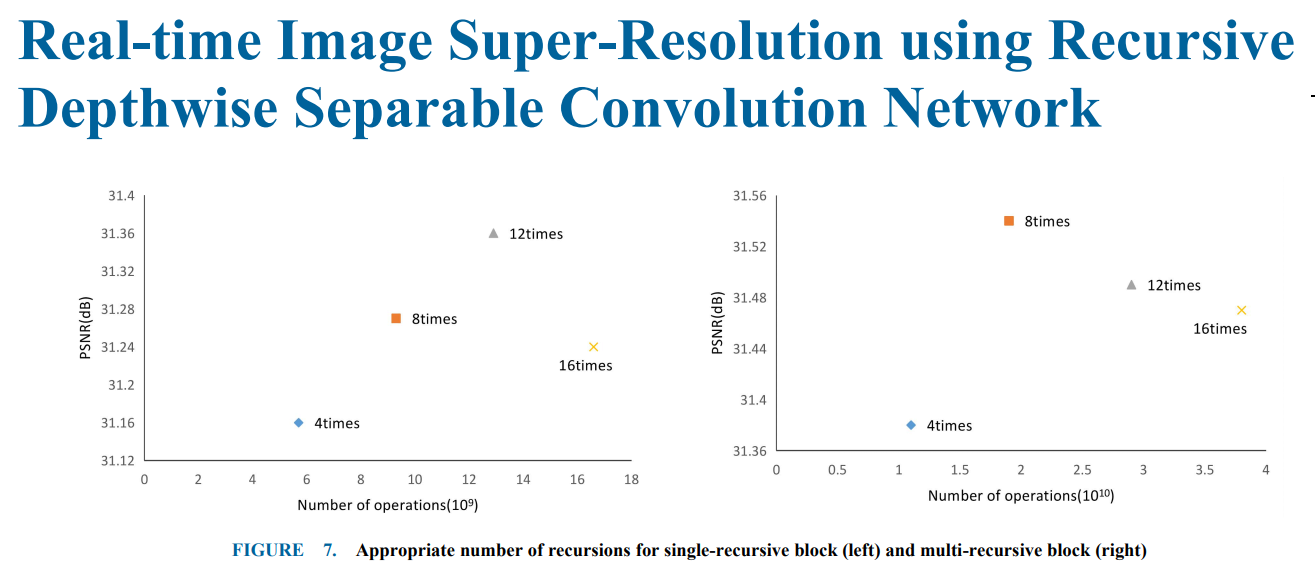 Real-time Image Super-Resolution using Recursive
Depthwise Separable Convolution Network
31.4
31.36
31.32
31.28
31.24
31.2
31.16
31.12
PSNR(dB)
12times
8times
16times
4times
0 2 4 6 8 10 12 14 16 18
Number of operations(10⁹)
31.56
31.52
31.48
31.44
31.4
31.36
PSNR(dB)
8times
12times
16times
4times
0 0.5 1 1.5 2 2.5 3 3.5 4
Number of operations(10¹⁰)
FIGURE 7. Appropriate number of recursions for single-recursive block (left) and multi-recursive block (right)